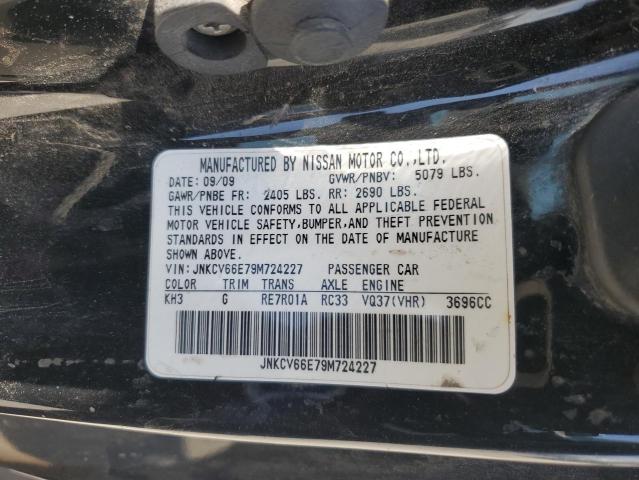 MANUFACTURED BY NISSAN MOTOR CO.,LTD.
DATE: 09/09 GVWR/PNBV: 5079 LBS.
GAWR/PNBE FR: 2405 LBS. RR: 2690 LBS.
THIS VEHICLE CONFORMS TO ALL APPLICABLE FEDERAL
MOTOR VEHICLE SAFETY,BUMPER,AND THEFT PREVENTION
STANDARDS IN EFFECT ON THE DATE OF MANUFACTURE
SHOWN ABOVE.
VIN: JNKCV66E79M724227 PASSENGER CAR
COLOR TRIM TRANS AXLE ENGINE
KH3 G RE7R01A RC33 VQ37(VHR) 3696CC
JNKCV66E79M724227